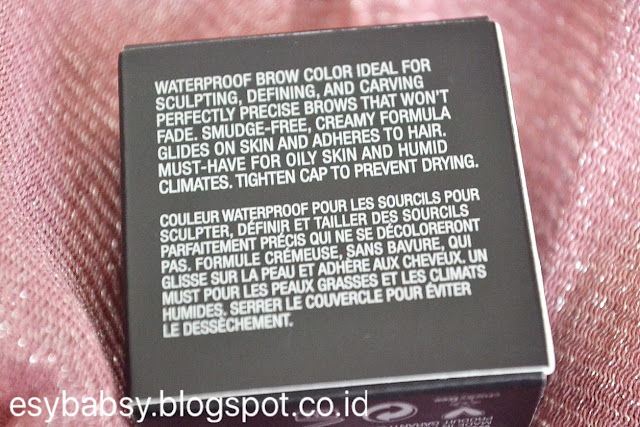 WATERPROOF BROW COLOR IDEAL FOR
SCULPTING, DEFINING, AND CARVING
PERFECTLY PRECISE BROWS THAT WON'T
FADE. SMUDGE-FREE, CREAMY FORMULA
GLIDES ON SKIN AND ADHERES TO HAIR.
MUST-HAVE FOR OILY SKIN AND HUMID
CLIMATES. TIGHTEN CAP TO PREVENT DRYING.
COULEUR WATERPROOF POUR LES SOURCILS POUR
SCULPTER, DÉFINIR ET TAILLER DES SOURCILS
PARFAITEMENT PRÉCIS QUI NE SE DÉCOLORERONT
PAS. FORMULE CRÉMEUSE, SANS BAVURE, QUI
GLISSE SUR LA PEAU ET ADHÈRE AUX CHEVEUX. UN
MUST POUR LES PEAUX GRASSES ET LES CLIMATS
HUMIDES. SERRER LE COUVERCLE POUR ÉVITER
LE DESSÈCHEMENT.
esybabsy.blogspot.co.id